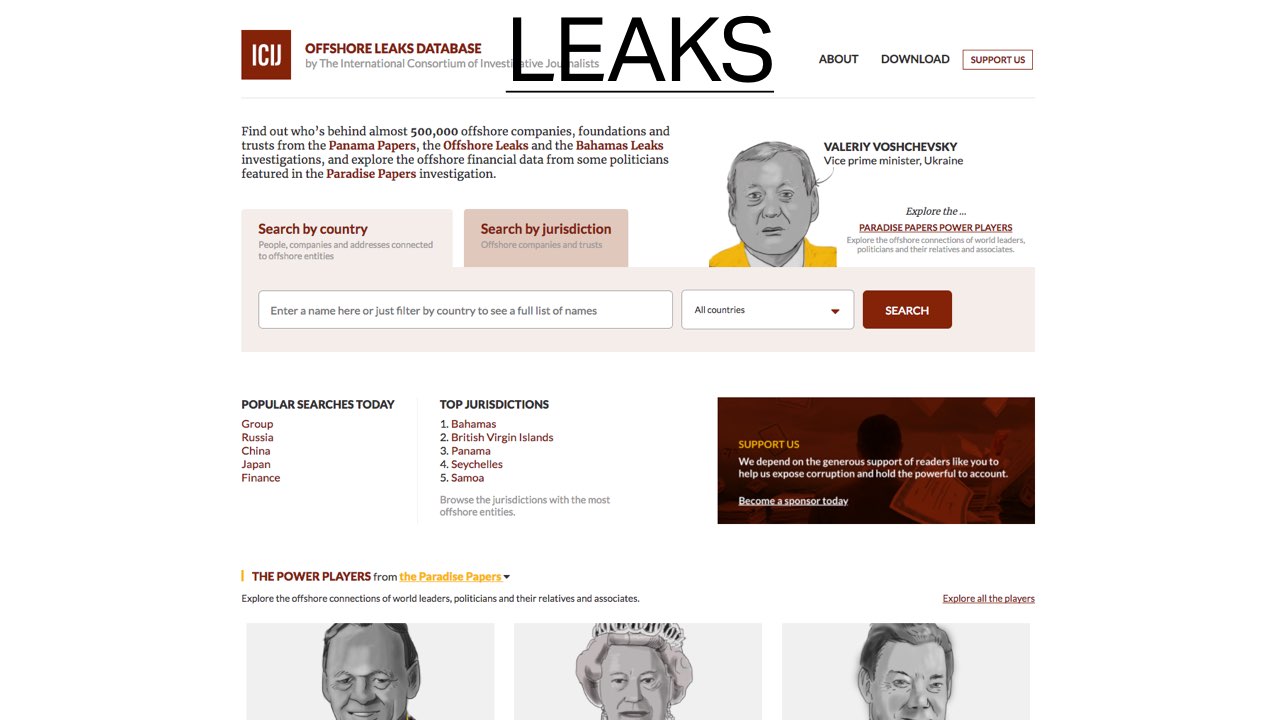 LEAKS
ICIJ
OFFSHORE LEAKS DATABASE
by The International Consortium of Investigative Journalists
ABOUT
DOWNLOAD
SUPPORT US
Find out who's behind almost 500,000 offshore companies, foundations and
trusts from the Panama Papers, the Offshore Leaks and the Bahamas Leaks
investigations, and explore the offshore financial data from some politicians
featured in the Paradise Papers investigation.
VALERIY VOSHCHEVSKY
Vice prime minister, Ukraine
Explore the ...
PARADISE PAPERS POWER PLAYERS
Explore the offshore connections of world leaders,
politicians and their relatives and associates.
Search by country
People, companies and addresses connected
to offshore entities
Search by jurisdiction
Offshore companies and trusts
Enter a name here or just filter by country to see a full list of names
All countries
SEARCH
POPULAR SEARCHES TODAY
Group
Russia
China
Japan
Finance
TOP JURISDICTIONS
1. Bahamas
2. British Virgin Islands
3. Panama
4. Seychelles
5. Samoa
Browse the jurisdictions with the most
offshore entities.
SUPPORT US
We depend on the generous support of readers like you to
help us expose corruption and hold the powerful to account.
Become a sponsor today
THE POWER PLAYERS from the Paradise Papers
Explore the offshore connections of world leaders, politicians and their relatives and associates.
Explore all the players